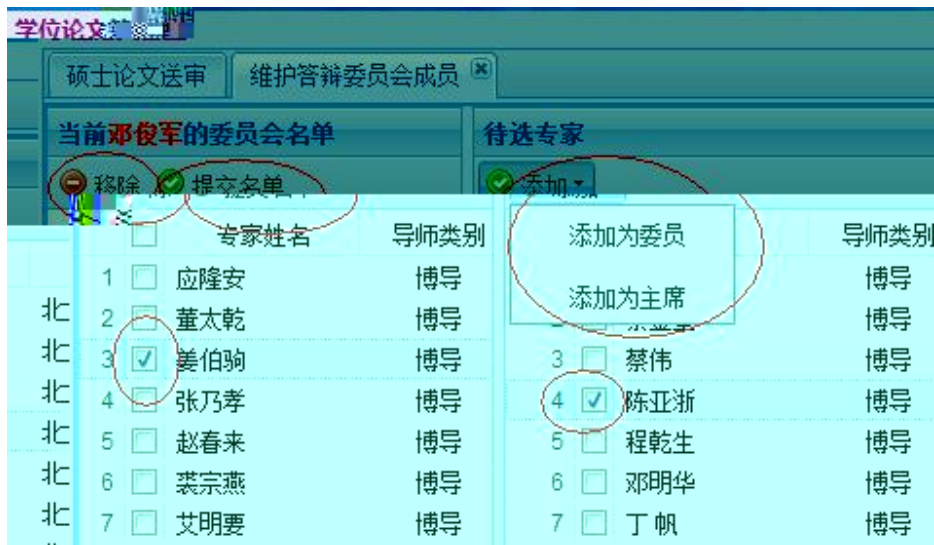 学位论文
硕士论文送审 维护答辩委员会成员
当前邓俊军的委员会名单 待选专家
移除 提交名单 添加
专家姓名 导师类别 添加为委员 导师类别
1 应隆安 博导 博导
北 2 董太乾 博导 添加为主席 博导
北 3 姜伯驹 博导 3 蔡伟 博导
北 4 张乃孝 博导 4 陈亚浙 博导
北 5 赵春来 博导 5 程乾生 博导
北 6 裘宗燕 博导 6 邓明华 博导
北 7 艾明要 博导 7 丁帆 博导